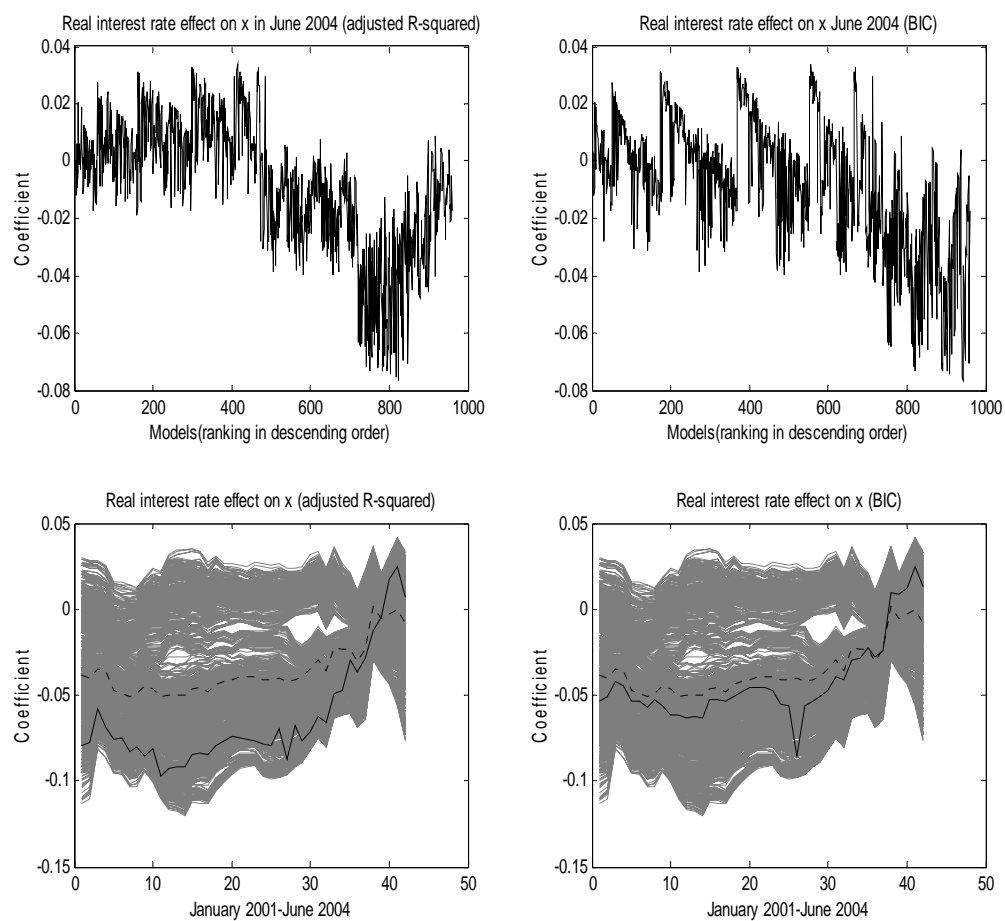 Real interest rate effect on x in June 2004 (adjusted R-squared)
0.04
0.02
0
-0.02
-0.04
-0.06
-0.08
Coefficient
0 200 400 600 800 1000
Models(ranking in descending order)
Real interest rate effect on x June 2004 (BIC)
0.04
0.02
0
-0.02
-0.04
-0.06
-0.08
Coefficient
0 200 400 600 800 1000
Models(ranking in descending order)
Real interest rate effect on x (adjusted R-squared)
0.05
0
-0.05
-0.1
-0.15
Coefficient
0 10 20 30 40 50
January 2001-June 2004
Real interest rate effect on x (BIC)
0.05
0
-0.05
-0.1
-0.15
Coefficient
0 10 20 30 40 50
January 2001-June 2004